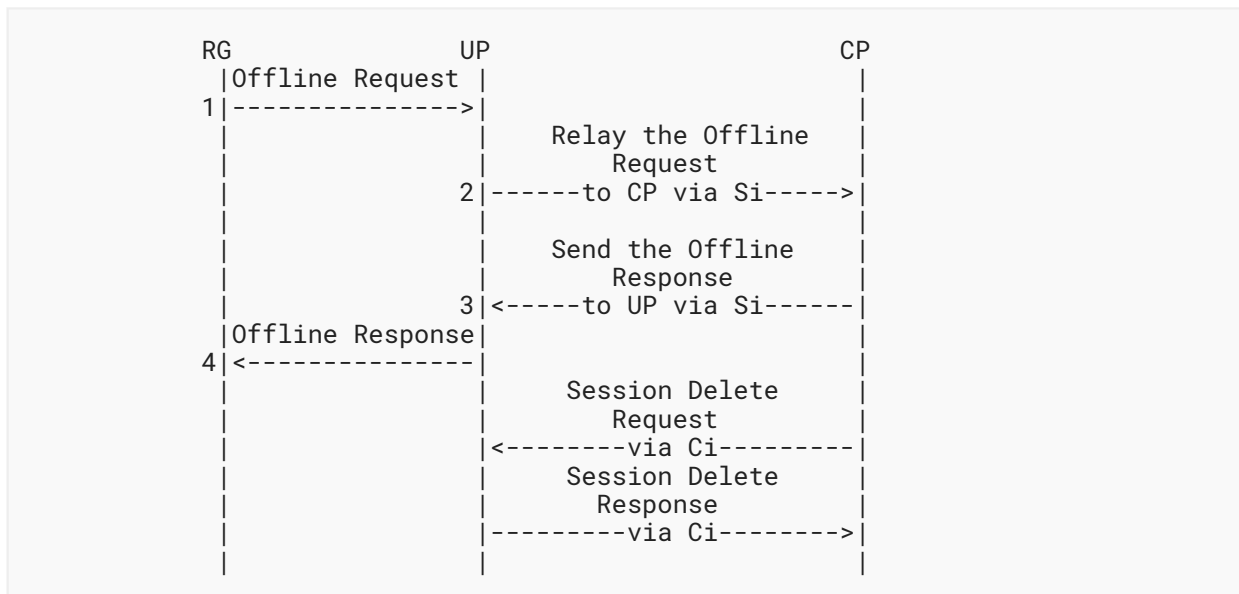 RG                UP                       CP
 |Offline Request |                        |
1|--------------->|                        |
 |                |    Relay the Offline   |
 |                |        Request         |
 |               2|------to CP via Si----->|
 |                |                        |
 |                |    Send the Offline    |
 |                |        Response        |
 |               3|<-----to UP via Si------|
 |Offline Response|                        |
4|<---------------|                        |
 |                |     Session Delete     |
 |                |        Request         |
 |                |<--------via Ci---------|
 |                |     Session Delete     |
 |                |       Response         |
 |                |---------via Ci-------->|
 |                |                        |